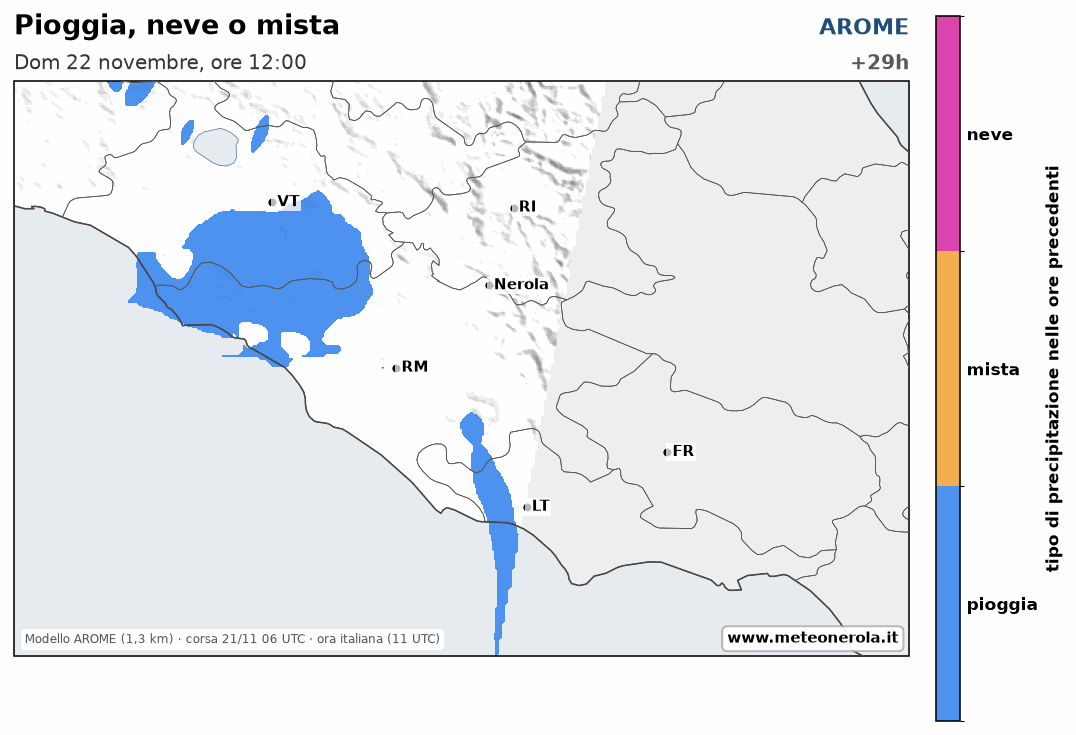 Pioggia, neve o mista
AROME
Dom 22 novembre, ore 12:00
+29h
neve
mista
pioggia
tipo di precipitazione nelle ore precedenti
VT
RI
Nerola
RM
FR
LT
Modello AROME (1,3 km) · corsa 21/11 06 UTC · ora italiana (11 UTC)
www.meteonerola.it